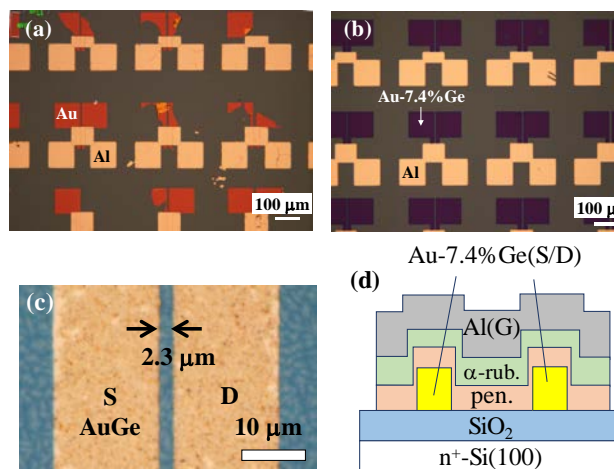 (a)
Au
Al
100 μm
(b)
Au-7.4%Ge
Al
100 μm
(c)
2.3 μm
S
D
AuGe
10 μm
Au-7.4%Ge(S/D)
(d)
Al(G)
α-rub.
pen.
SiO₂
n⁺-Si(100)